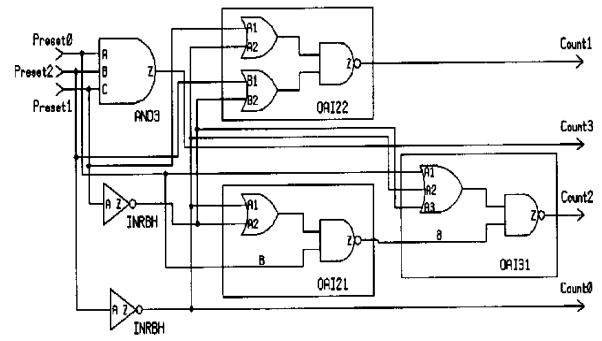 Preset0
Preset2
Preset1
A
B
C
Z
AND3
A1
A2
B1
B2
Z
OAI22
Count1
Count3
A1
A2
A3
Z
OAI31
Count2
A Z
INRBH
A1
A2
Z
B
8
OAI21
A Z
INRBH
Count0